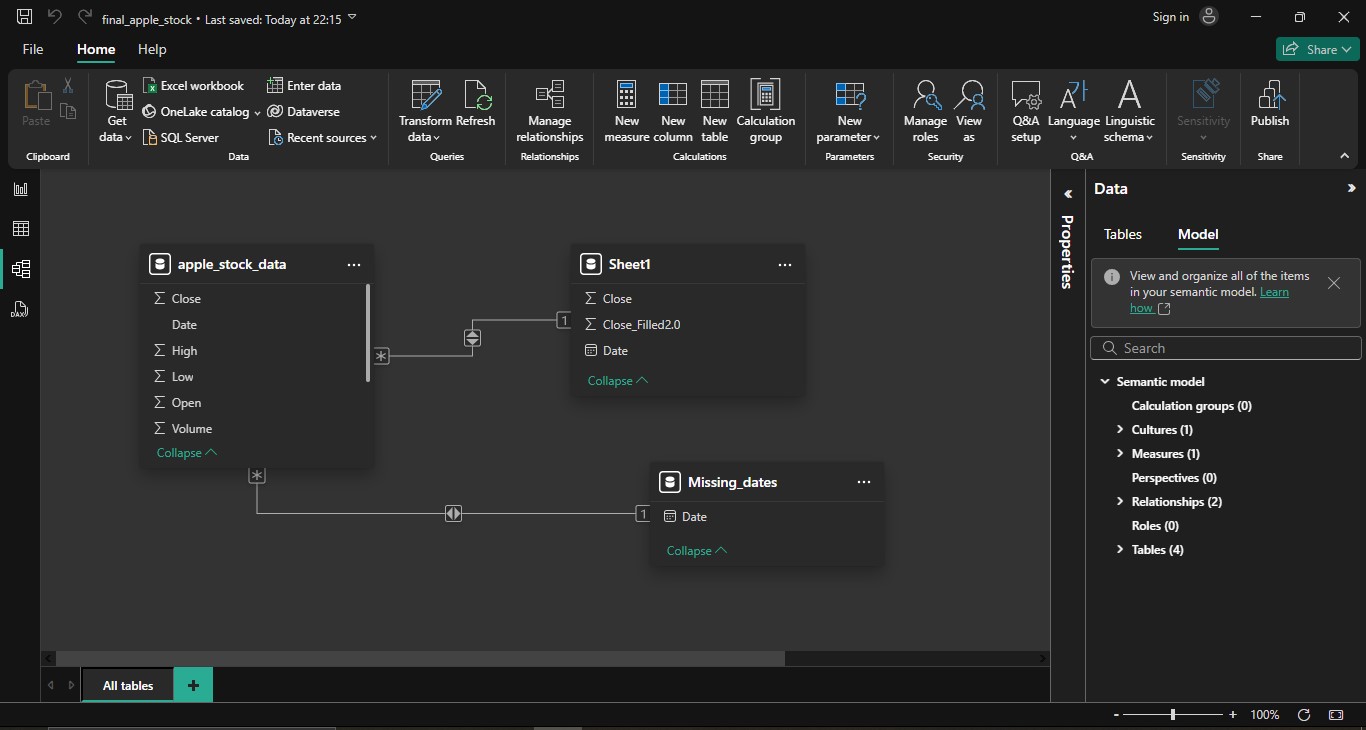 final_apple_stock • Last saved: Today at 22:15
Sign in
File
Home
Help
Share
Paste
Clipboard
Get data
Excel workbook
OneLake catalog
SQL Server
Enter data
Dataverse
Recent sources
Data
Transform data
Refresh
Queries
Manage relationships
Relationships
New measure
New column
New table
Calculation group
Calculations
New parameter
Parameters
Manage roles
View as
Security
Q&A setup
Language
Linguistic schema
Q&A
Sensitivity
Sensitivity
Publish
Share
DAX
apple_stock_data
...
∑ Close
Date
∑ High
∑ Low
∑ Open
∑ Volume
Collapse
*
1
Sheet1
...
∑ Close
∑ Close_Filled2.0
Date
Collapse
*
1
Missing_dates
...
Date
Collapse
Properties
Data
Tables
Model
View and organize all of the items
in your semantic model. Learn
how
Search
Semantic model
Calculation groups (0)
Cultures (1)
Measures (1)
Perspectives (0)
Relationships (2)
Roles (0)
Tables (4)
All tables
+
- + 100%